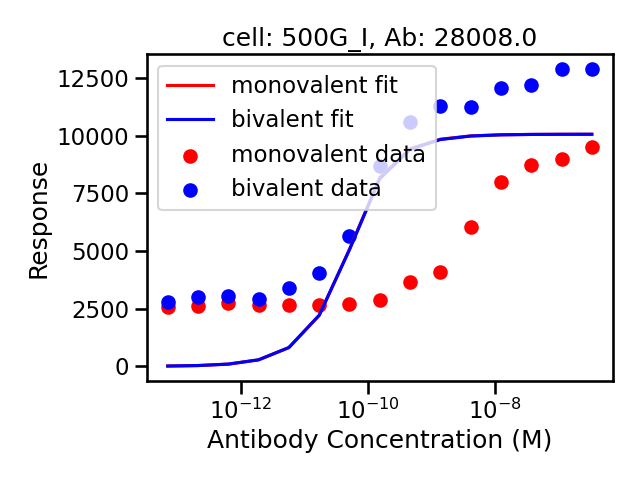 cell: 500G_I, Ab: 28008.0
monovalent fit
bivalent fit
monovalent data
bivalent data
Response
12500
10000
7500
5000
2500
0
10⁻¹² 10⁻¹⁰ 10⁻⁸
Antibody Concentration (M)